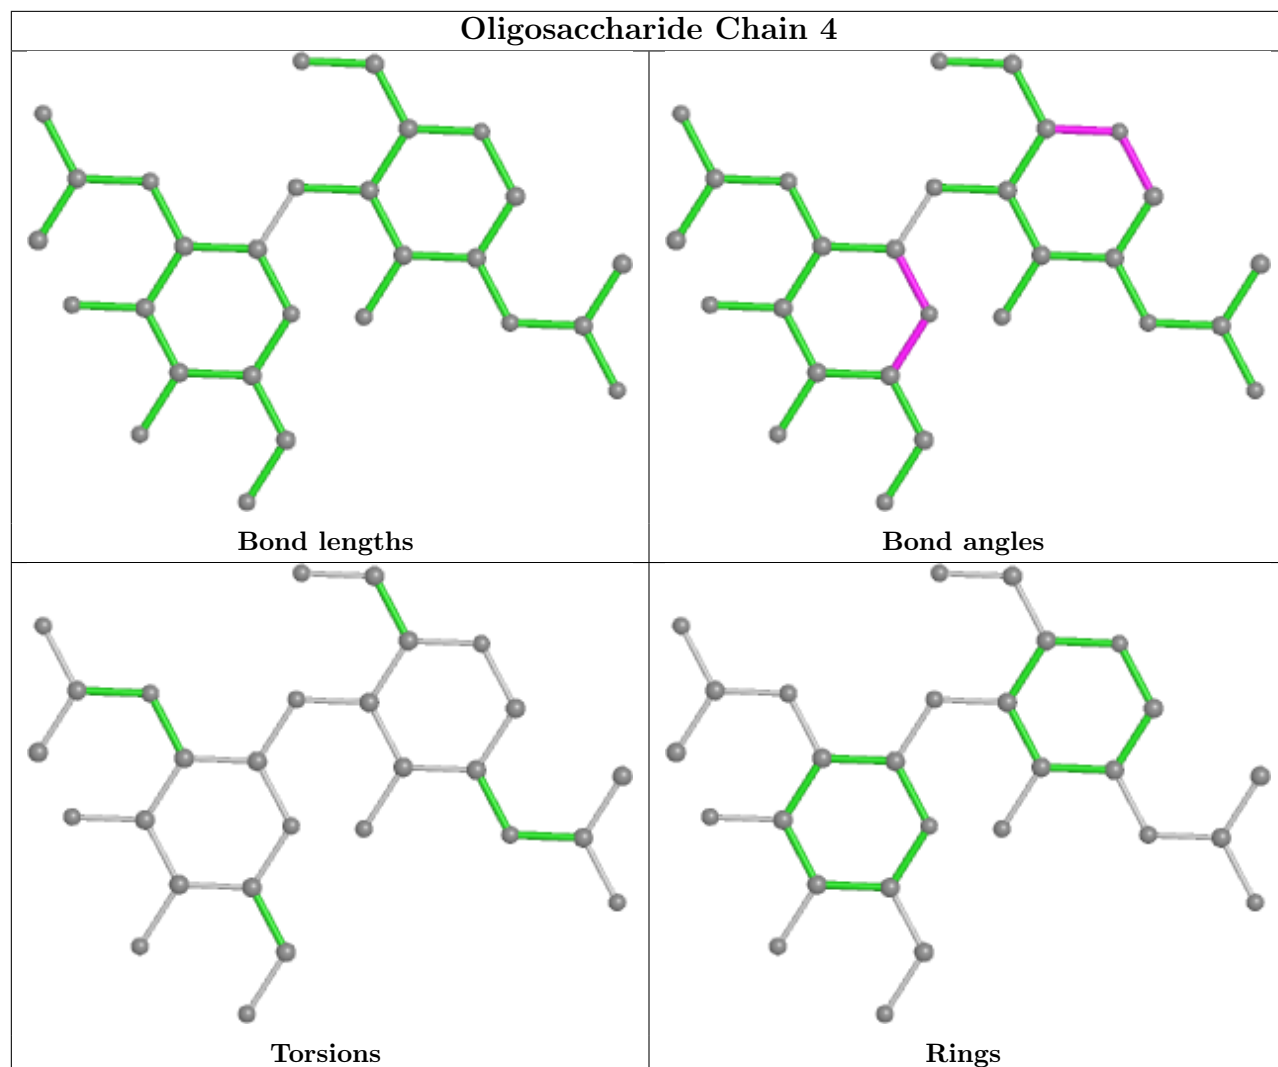 Oligosaccharide Chain 4
Bond lengths
Bond angles
Torsions
Rings